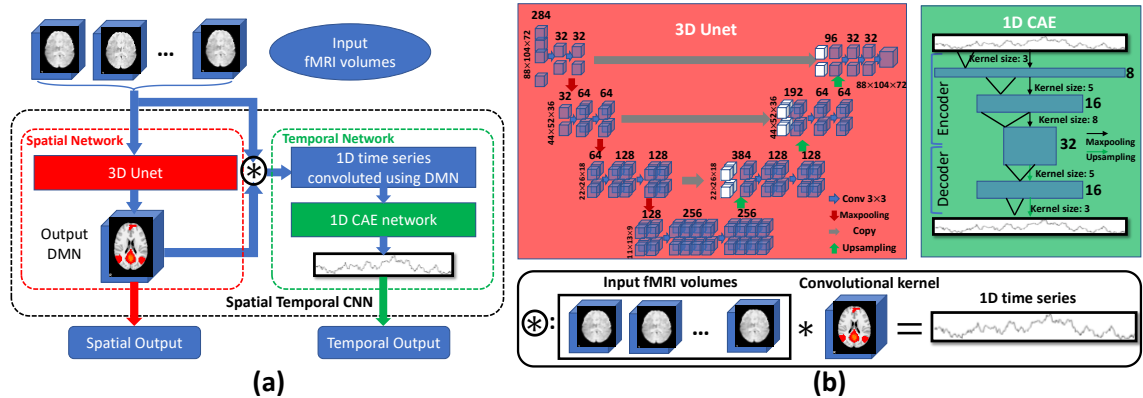 Input
fMRI volumes
...
Spatial Network
Temporal Network
3D Unet
1D time series
convoluted using DMN
1D CAE network
Output
DMN
Spatial Temporal CNN
Spatial Output
Temporal Output
(a)
3D Unet
284
32 32
88×104×72
96 32 32
88×104×72
32 64 64
44×52×36
192 64 64
44×52×36
64 128 128
22×26×18
384 128 128
22×26×18
128 256 256
11×13×9
Conv 3×3
Maxpooling
Copy
Upsampling
1D CAE
Kernel size: 3
8
Kernel size: 5
16
Kernel size: 8
32
Kernel size: 5
16
Kernel size: 3
Encoder
Decoder
Maxpooling
Upsampling
Input fMRI volumes
Convolutional kernel
1D time series
⊛: ... * =
(b)